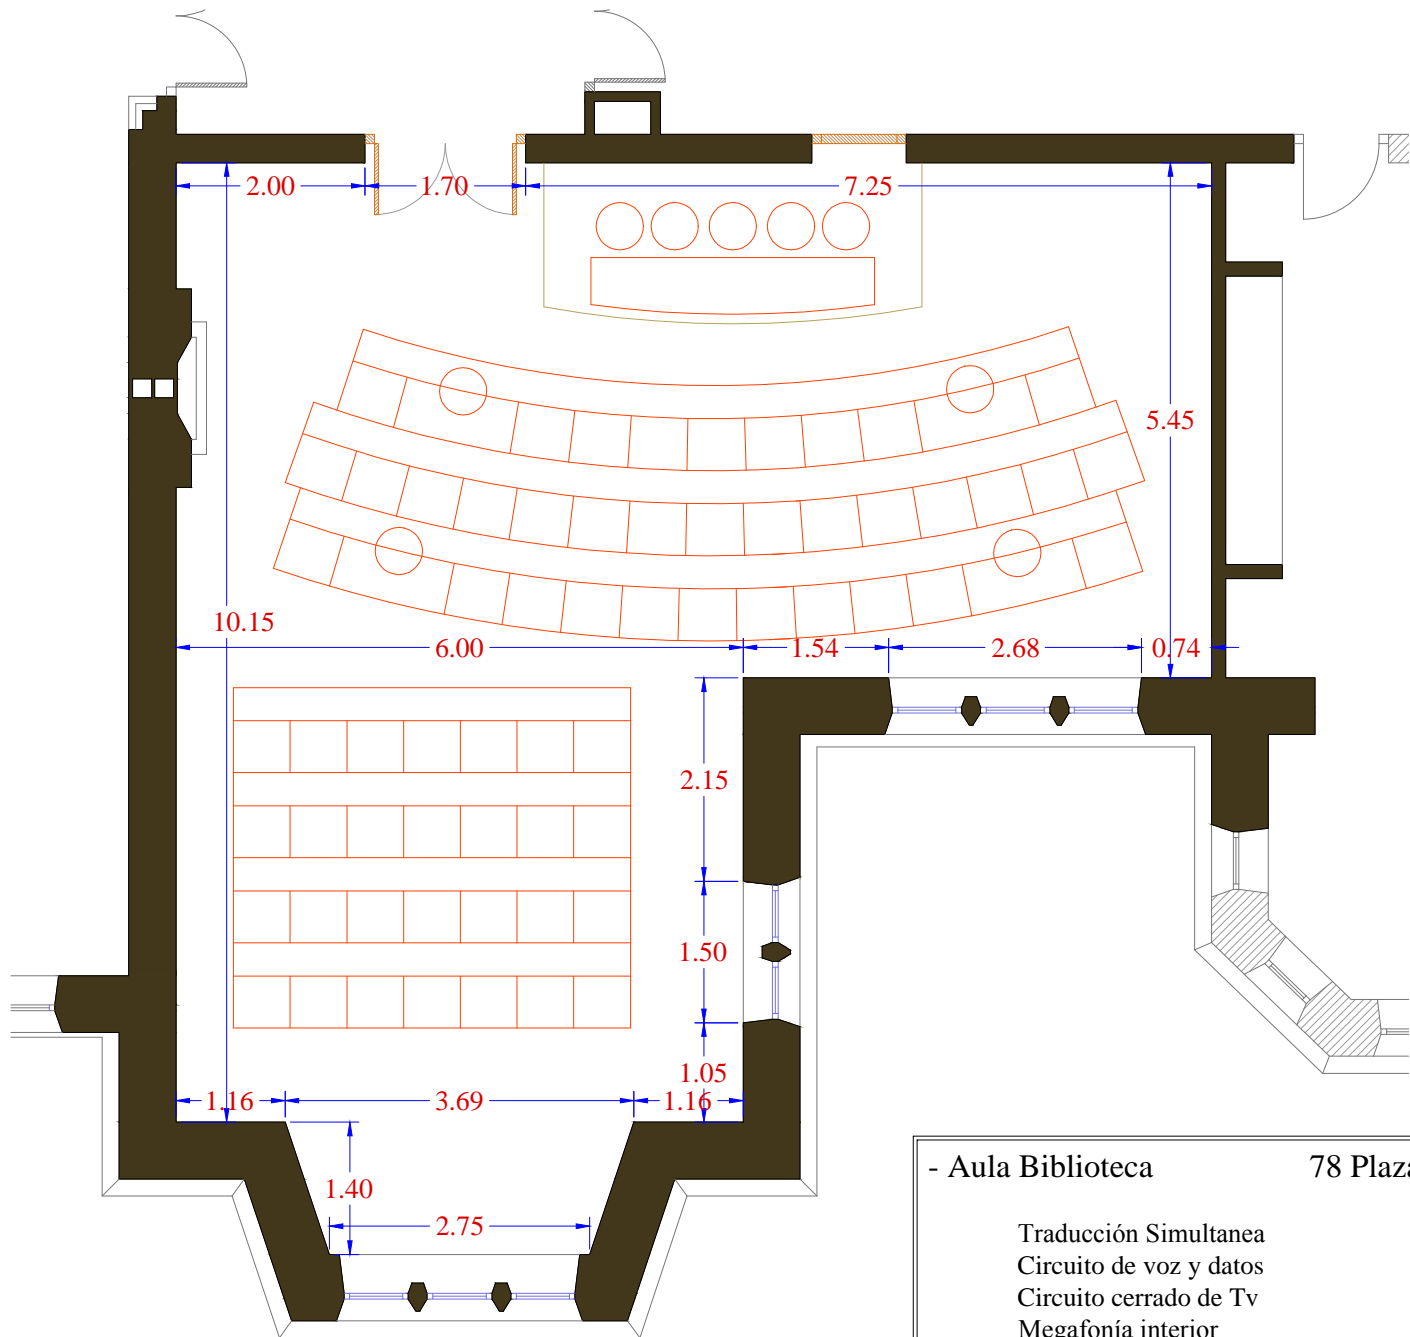 2.00 1.70 7.25
5.45
10.15
6.00 1.54 2.68 0.74
2.15
1.50
1.05
1.16 3.69 1.16
1.40
2.75
- Aula Biblioteca 78 Plaza
Traducción Simultanea
Circuito de voz y datos
Circuito cerrado de Tv
Megafonía interior